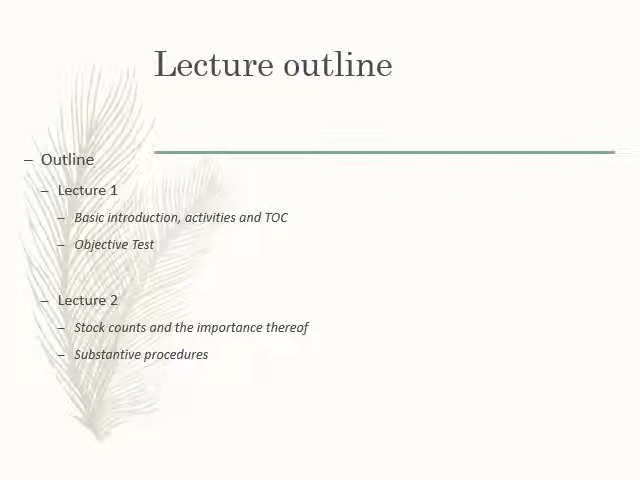 Lecture outline
– Outline
– Lecture 1
– Basic introduction, activities and TOC
– Objective Test
– Lecture 2
– Stock counts and the importance thereof
– Substantive procedures